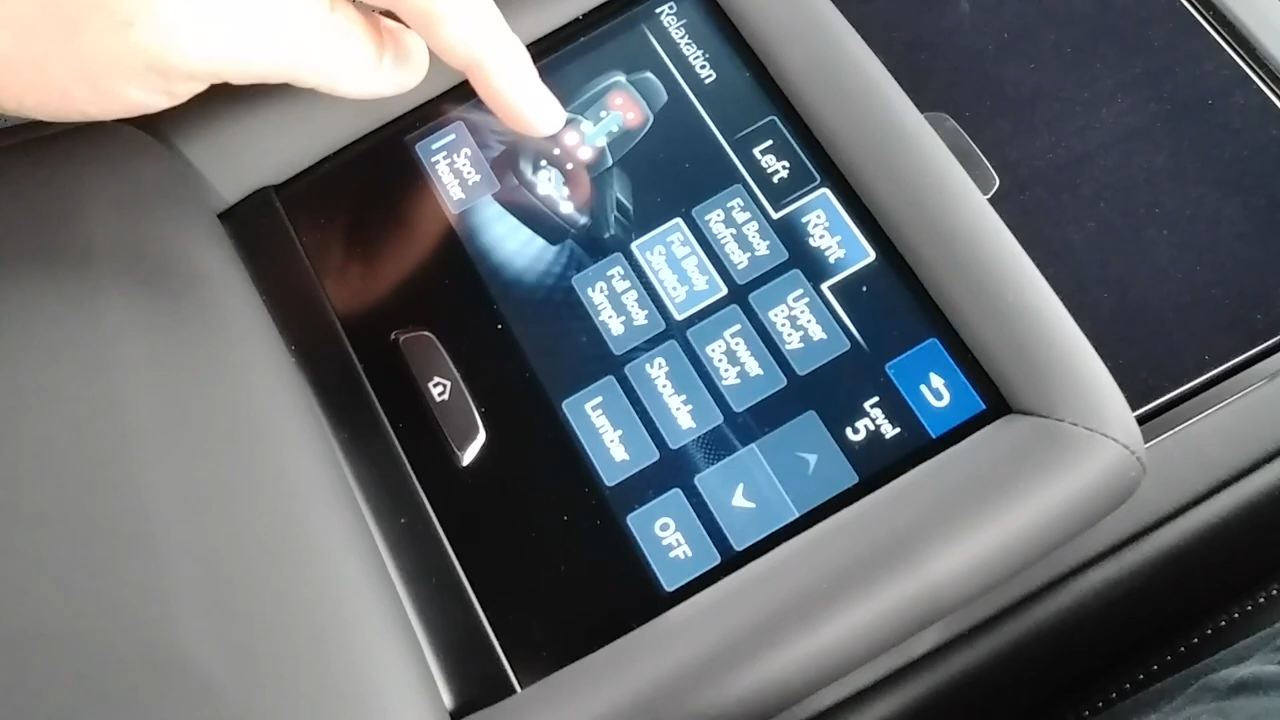 Relaxation
Left
Right
Level
5
Full Body
Refresh
Upper
Body
Full Body
Stretch
Lower
Body
Full Body
Simple
Shoulder
Lumbar
OFF
Spot
Heater